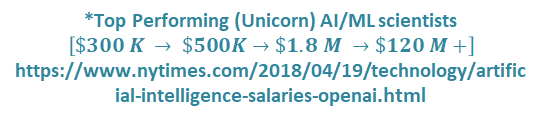 *Top Performing (Unicorn) AI/ML scientists
[$300 K → $500K → $1.8 M → $120 M +]
https://www.nytimes.com/2018/04/19/technology/artific
ial-intelligence-salaries-openai.html